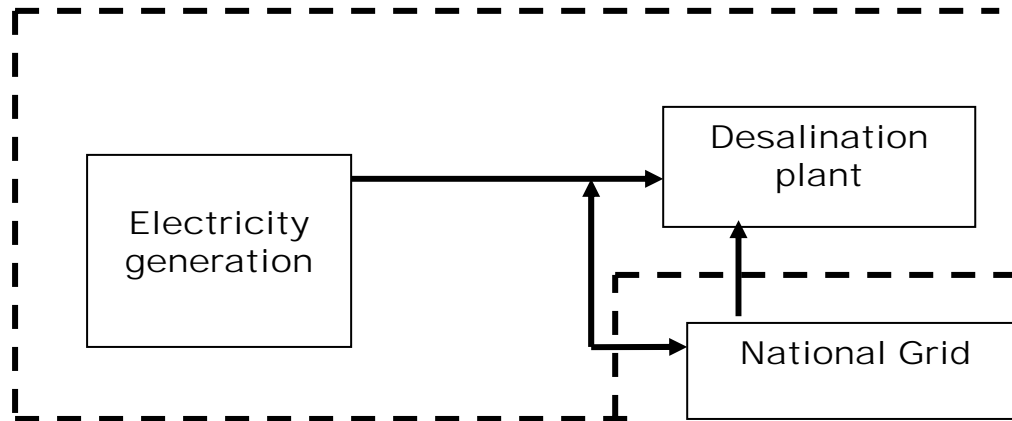 Desalination
plant
Electricity
generation
National Grid